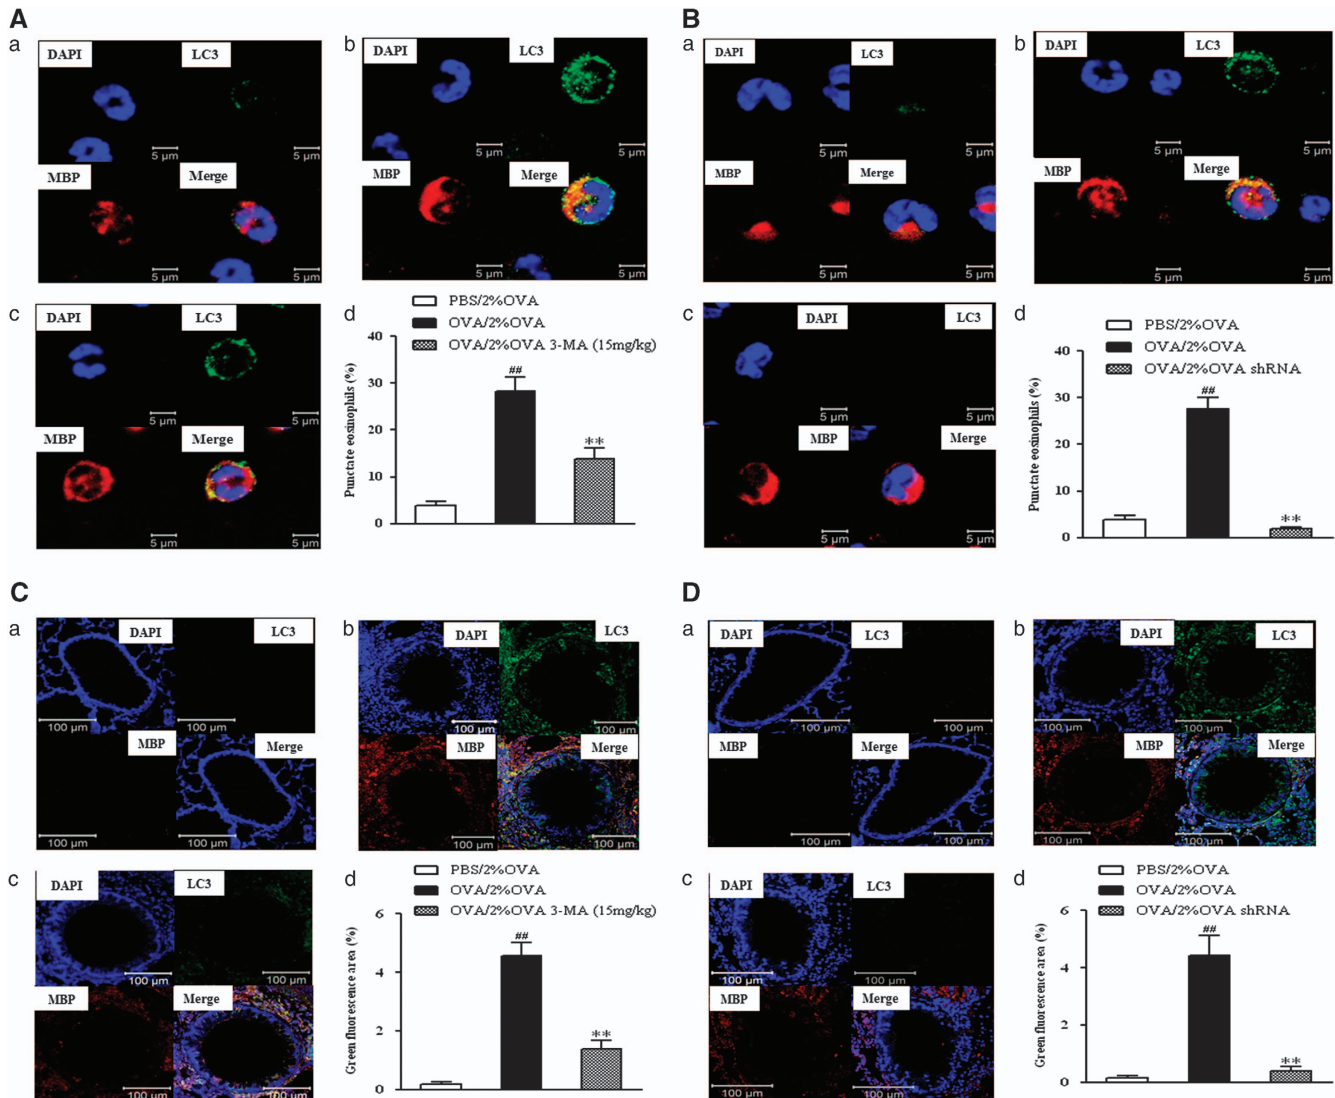 A
a
DAPI
LC3
5 µm
5 µm
MBP
Merge
5 µm
5 µm
b
DAPI
LC3
5 µm
5 µm
MBP
Merge
5 µm
5 µm
c
DAPI
LC3
5 µm
5 µm
MBP
Merge
5 µm
5 µm
d
PBS/2%OVA
OVA/2%OVA
OVA/2%OVA 3-MA (15mg/kg)
Punctate eosinophils (%)
40
30
20
10
0
##
**
B
a
DAPI
LC3
5 µm
5 µm
MBP
Merge
5 µm
5 µm
b
DAPI
LC3
5 µm
5 µm
MBP
Merge
5 µm
5 µm
c
DAPI
LC3
5 µm
5 µm
MBP
Merge
5 µm
5 µm
d
PBS/2%OVA
OVA/2%OVA
OVA/2%OVA shRNA
Punctate eosinophils (%)
40
30
20
10
0
##
**
C
a
DAPI
LC3
100 µm
100 µm
MBP
Merge
100 µm
100 µm
b
DAPI
LC3
100 µm
100 µm
MBP
Merge
100 µm
100 µm
c
DAPI
LC3
100 µm
100 µm
MBP
Merge
100 µm
100 µm
d
PBS/2%OVA
OVA/2%OVA
OVA/2%OVA 3-MA (15mg/kg)
Green fluorescence area (%)
6
4
2
0
##
**
D
a
DAPI
LC3
100 µm
100 µm
MBP
Merge
100 µm
100 µm
b
DAPI
LC3
100 µm
100 µm
MBP
Merge
100 µm
100 µm
c
DAPI
LC3
100 µm
100 µm
MBP
Merge
100 µm
100 µm
d
PBS/2%OVA
OVA/2%OVA
OVA/2%OVA shRNA
Green fluorescence area (%)
6
4
2
0
##
**